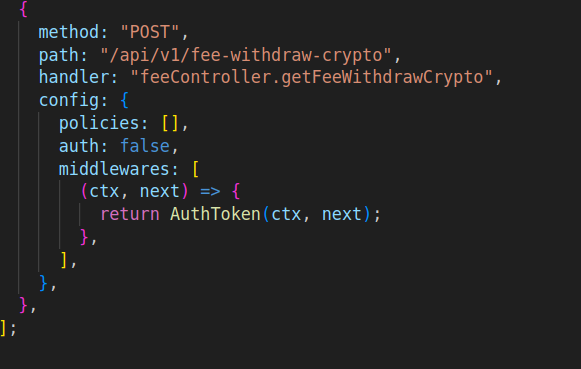 {
method: "POST",
path: "/api/v1/fee-withdraw-crypto",
handler: "feeController.getFeeWithdrawCrypto",
config: {
policies: [],
auth: false,
middlewares: [
(ctx, next) => {
return AuthToken(ctx, next);
},
],
},
},
];